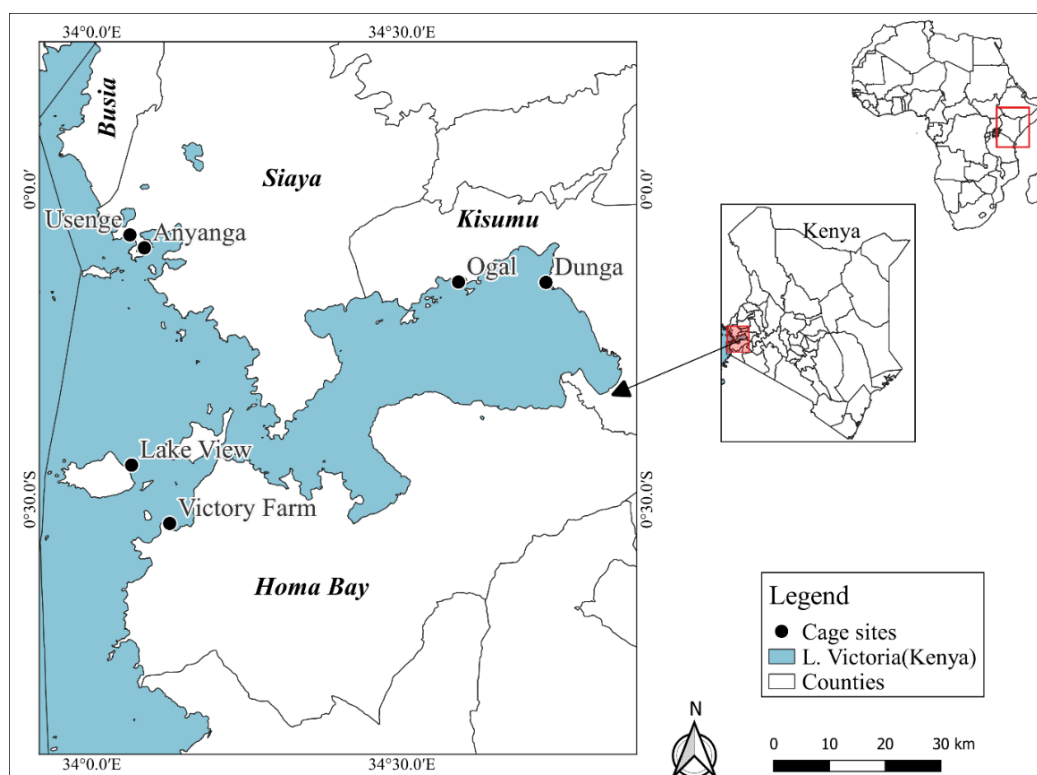 34°0.0′E
34°30.0′E
Busia
Siaya
0°0.0′
0°0.0′
Kisumu
Usenge
Anyanga
Ogal
Dunga
Kenya
Lake View
Victory Farm
0°30.0′S
0°30.0′S
Homa Bay
34°0.0′E
34°30.0′E
Legend
Cage sites
L. Victoria(Kenya)
Counties
N
0
10
20
30 km